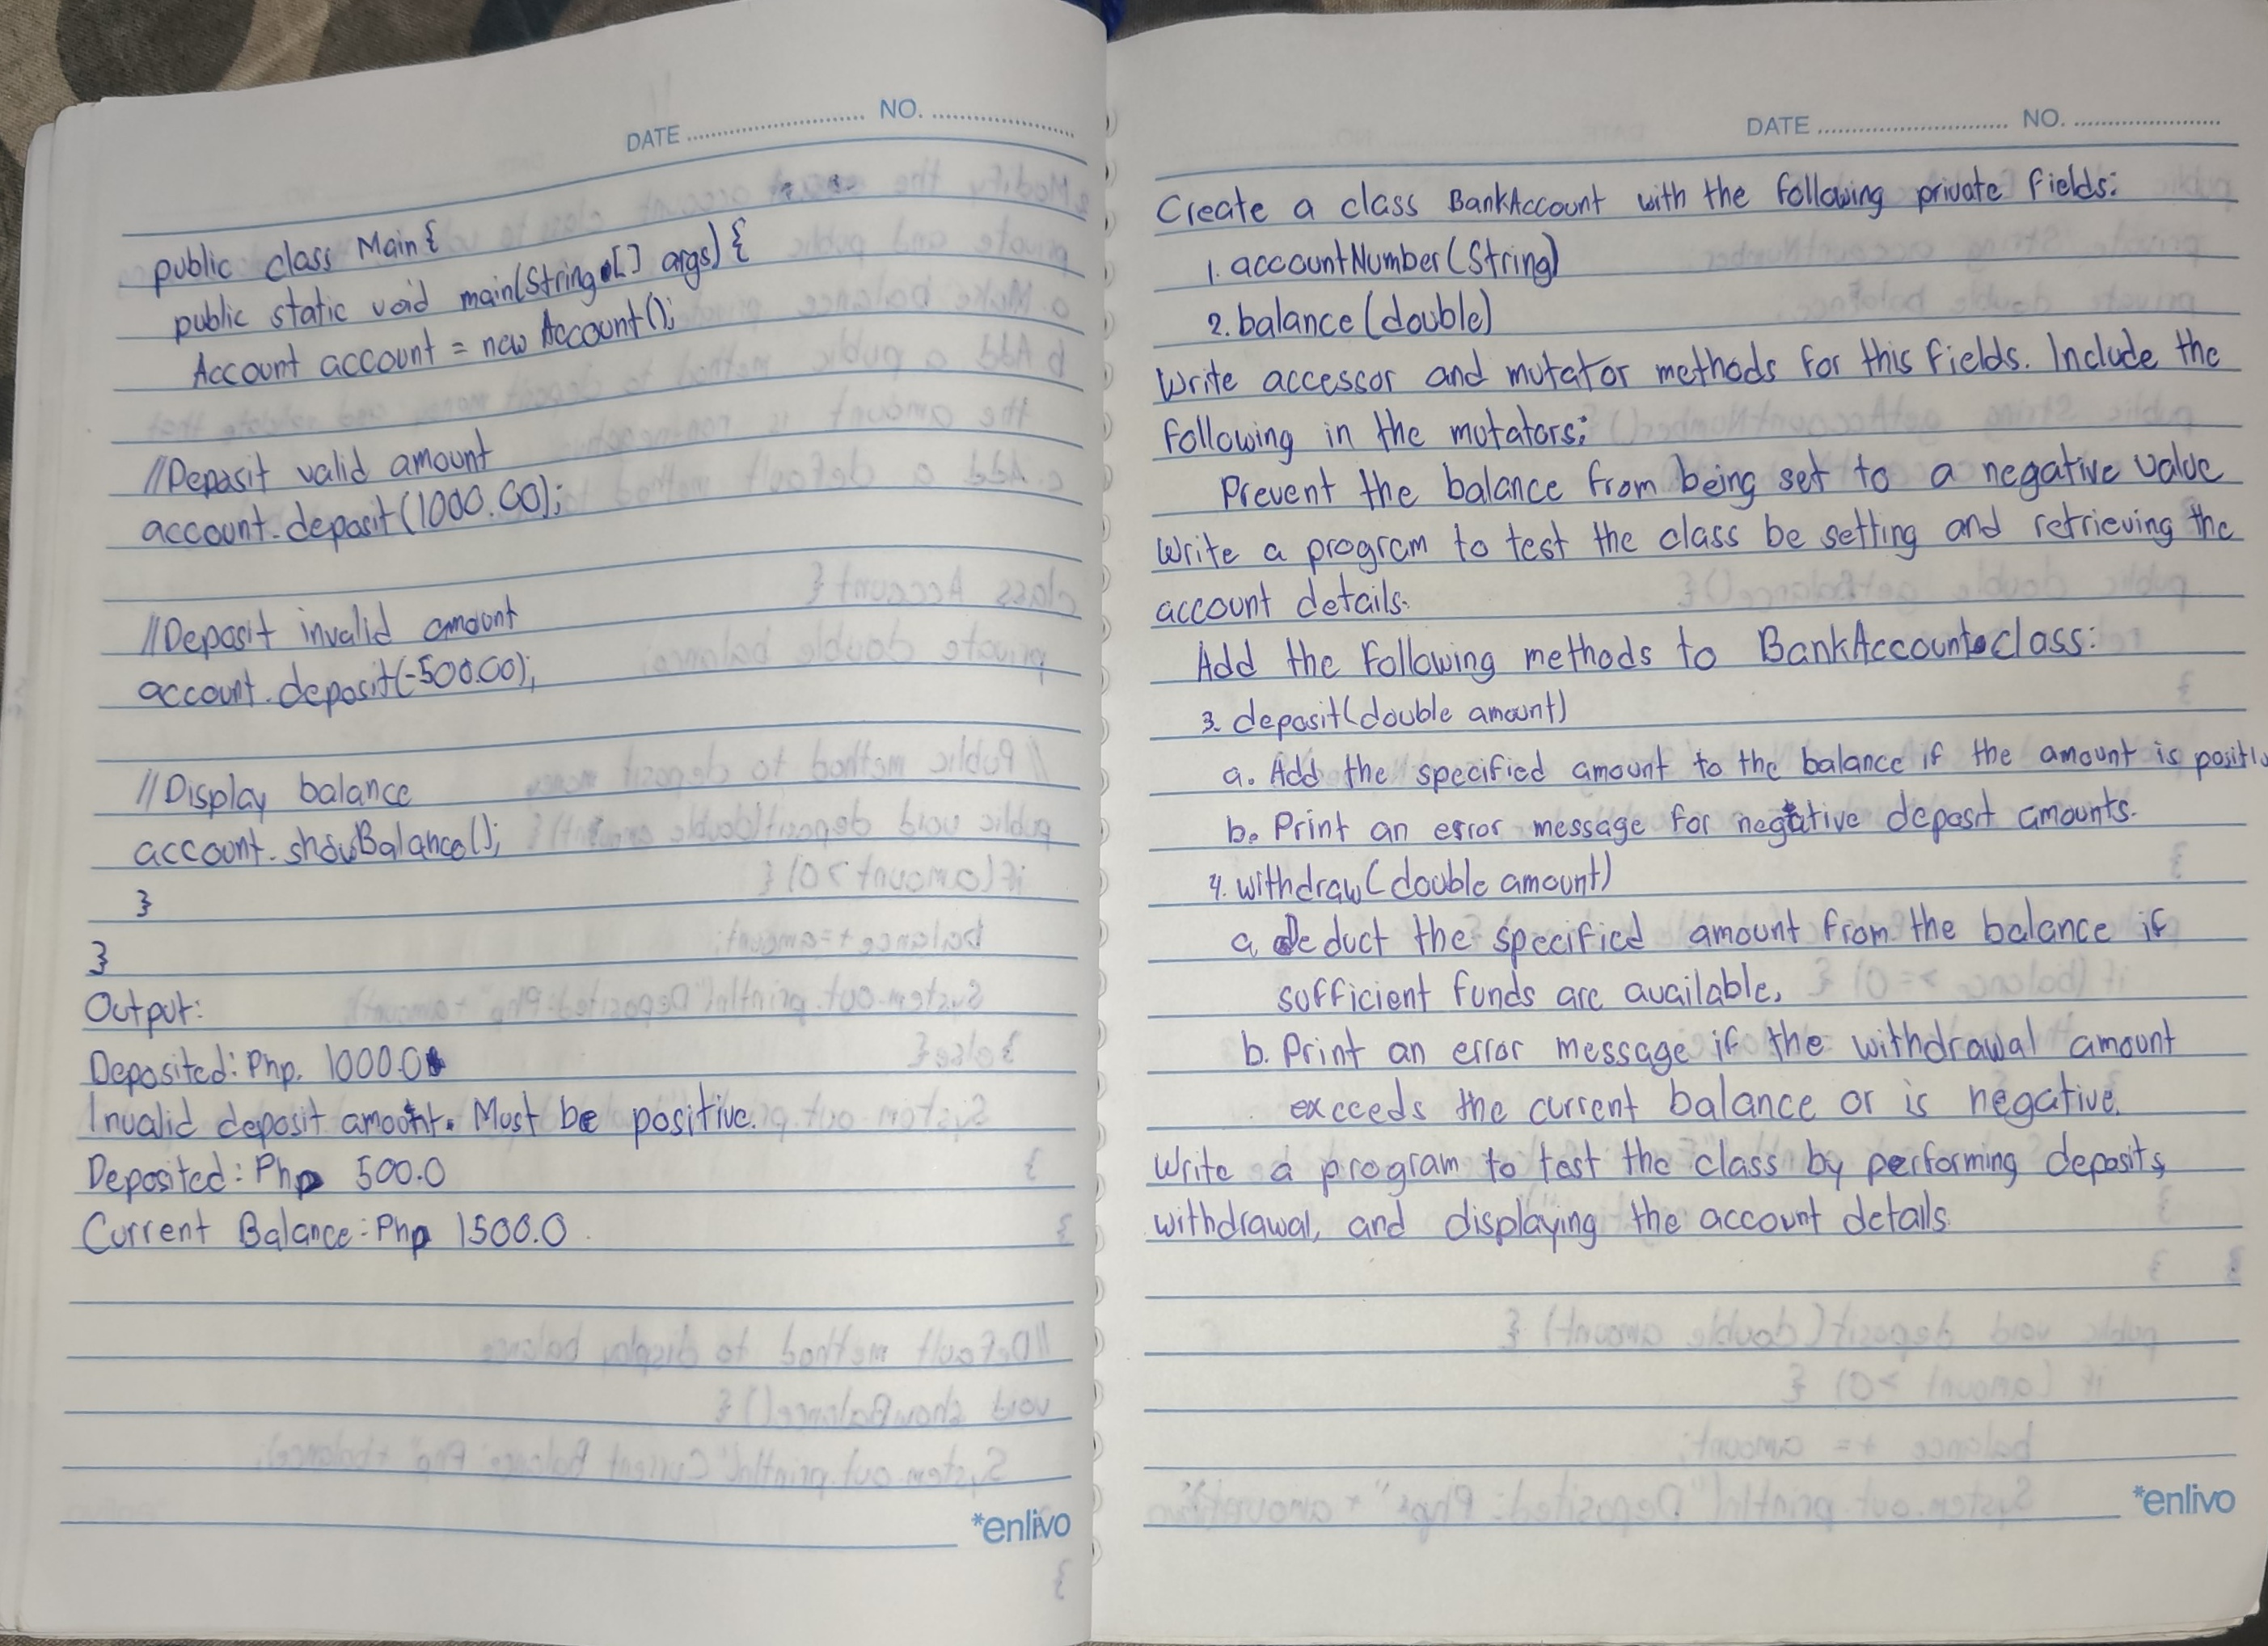 DATE NO.
public class Main {
public static void main(String[] args) {
Account account = new Account();
//Deposit valid amount
account.deposit(1000.00);
//Deposit invalid amount
account.deposit(-500.00);
//Display balance
account.showBalance();
}
}
Output:
Deposited: Php. 1000.0
Invalid deposit amount. Must be positive.
Deposited: Php 500.0
Current Balance: Php 1500.0
*enlivo
DATE NO.
Create a class BankAccount with the following private fields:
1. accountNumber (String)
2. balance (double)
Write accessor and mutator methods for this fields. Include the
following in the mutators:
Prevent the balance from being set to a negative value
Write a program to test the class be setting and retrieving the
account details.
Add the following methods to BankAccount class:
3. deposit(double amount)
a. Add the specified amount to the balance if the amount is positiv
b. Print an error message for negative deposit amounts.
4. withdraw (double amount)
a. Deduct the specified amount from the balance if
sufficient funds are available.
b. Print an error message if the withdrawal amount
exceeds the current balance or is negative.
Write a program to test the class by performing deposits,
withdrawal, and displaying the account details
*enlivo